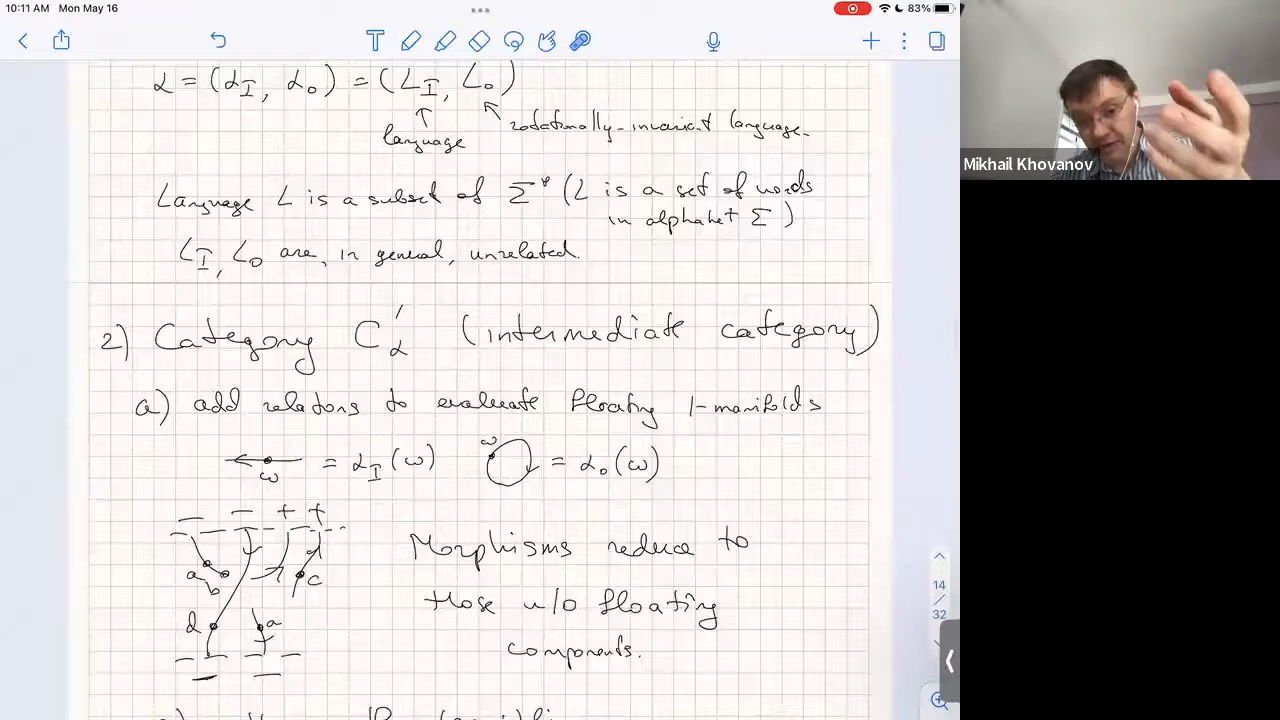 10:11 AM Mon May 16
83%
α = (α_I, α_o) = (L_I, L_o)
language
rotationally-invariant language.
Language L is a subset of Σ* (L is a set of words
in alphabet Σ)
L_I, L_o are, in general, unrelated.
2) Category C'_α (intermediate category)
a) add relations to evaluate floating 1-manifolds
ω = α_I(ω) ω = α_o(ω)
− − + +
a b c
d a
− −
Morphisms reduce to
those w/o floating
components.
14
/
32
Mikhail Khovanov